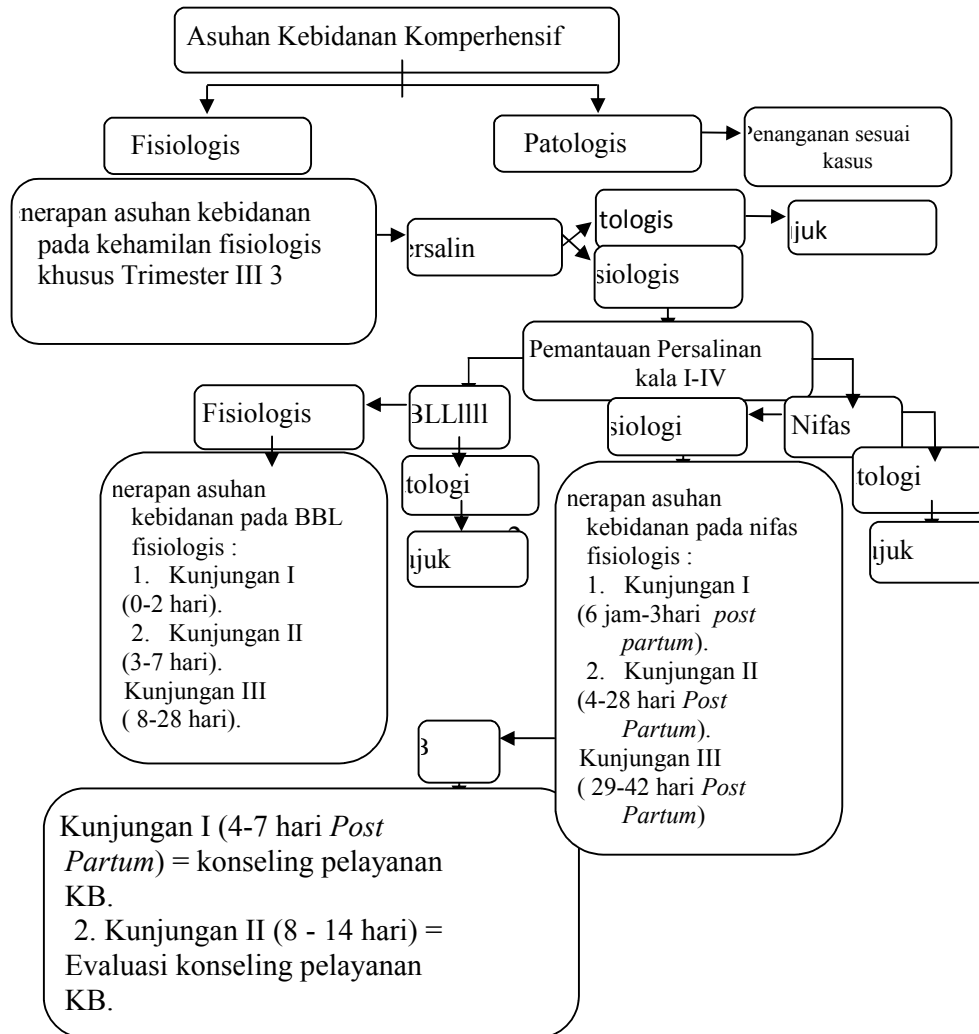 Asuhan Kebidanan Komperhensif
Fisiologis
Patologis
enanganan sesuai
kasus
nerapan asuhan kebidanan
pada kehamilan fisiologis
khusus Trimester III 3
ersalin
tologis
ujuk
siologis
Pemantauan Persalinan
kala I-IV
Fisiologis
BLLllll
siologi
Nifas
tologi
ujuk
tologi
ujuk
nerapan asuhan
kebidanan pada BBL
fisiologis :
1. Kunjungan I
(0-2 hari).
2. Kunjungan II
(3-7 hari).
Kunjungan III
( 8-28 hari).
nerapan asuhan
kebidanan pada nifas
fisiologis :
1. Kunjungan I
(6 jam-3hari post
partum).
2. Kunjungan II
(4-28 hari Post
Partum).
Kunjungan III
( 29-42 hari Post
Partum)
B
Kunjungan I (4-7 hari Post
Partum) = konseling pelayanan
KB.
2. Kunjungan II (8 - 14 hari) =
Evaluasi konseling pelayanan
KB.